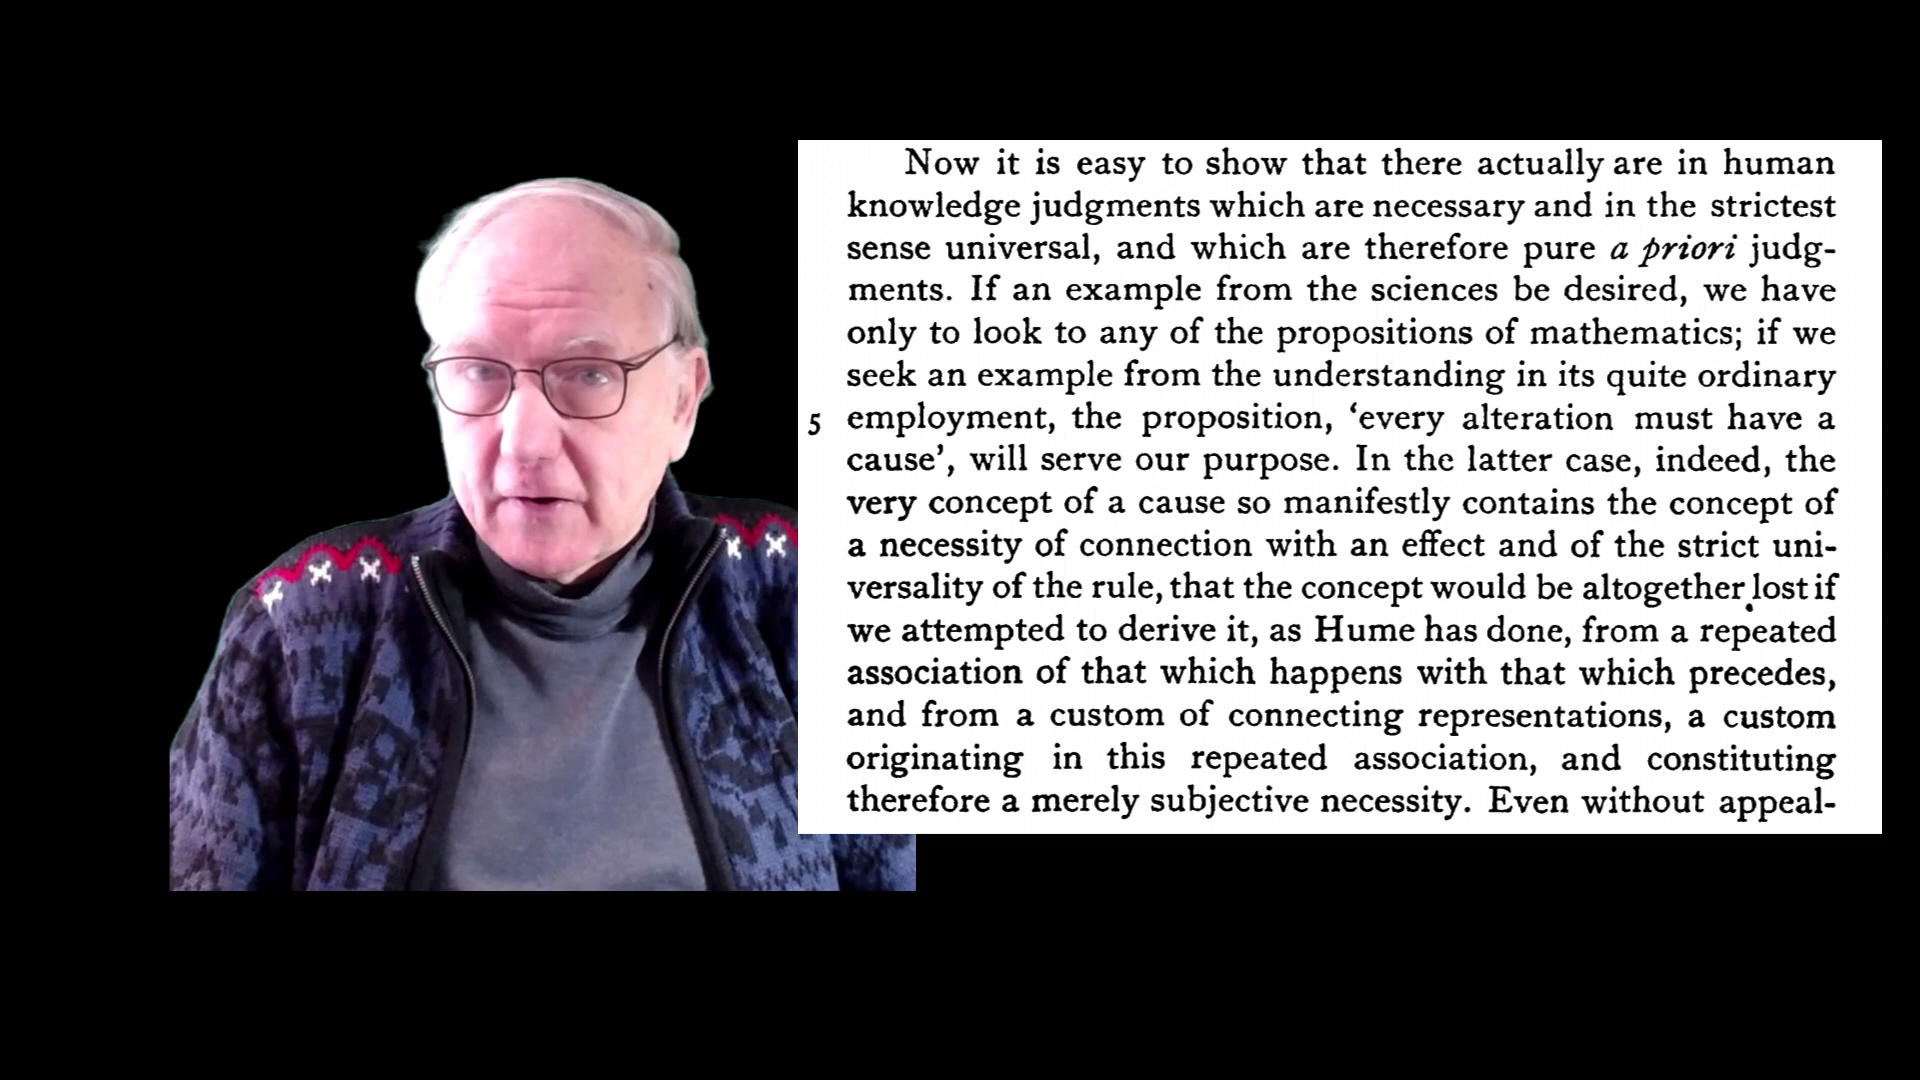 Now it is easy to show that there actually are in human
knowledge judgments which are necessary and in the strictest
sense universal, and which are therefore pure a priori judg-
ments. If an example from the sciences be desired, we have
only to look to any of the propositions of mathematics; if we
seek an example from the understanding in its quite ordinary
5 employment, the proposition, ‘every alteration must have a
cause’, will serve our purpose. In the latter case, indeed, the
very concept of a cause so manifestly contains the concept of
a necessity of connection with an effect and of the strict uni-
versality of the rule, that the concept would be altogether lost if
we attempted to derive it, as Hume has done, from a repeated
association of that which happens with that which precedes,
and from a custom of connecting representations, a custom
originating in this repeated association, and constituting
therefore a merely subjective necessity. Even without appeal-